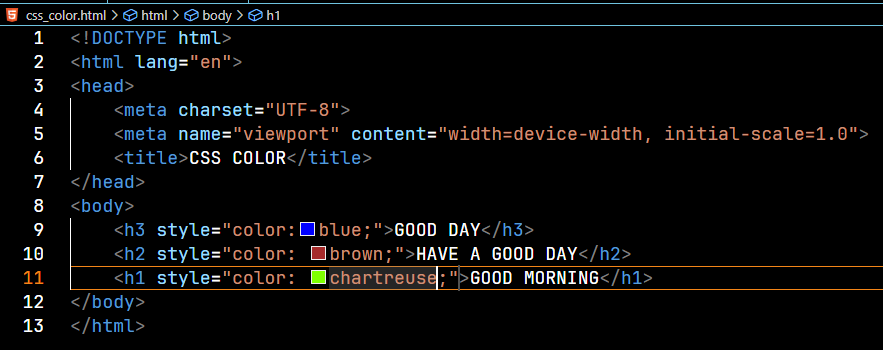 css_color.html > html > body > h1
1 <!DOCTYPE html>
2 <html lang="en">
3 <head>
4     <meta charset="UTF-8">
5     <meta name="viewport" content="width=device-width, initial-scale=1.0">
6     <title>CSS COLOR</title>
7 </head>
8 <body>
9     <h3 style="color:blue;">GOOD DAY</h3>
10     <h2 style="color: brown;">HAVE A GOOD DAY</h2>
11     <h1 style="color: chartreuse;">GOOD MORNING</h1>
12 </body>
13 </html>